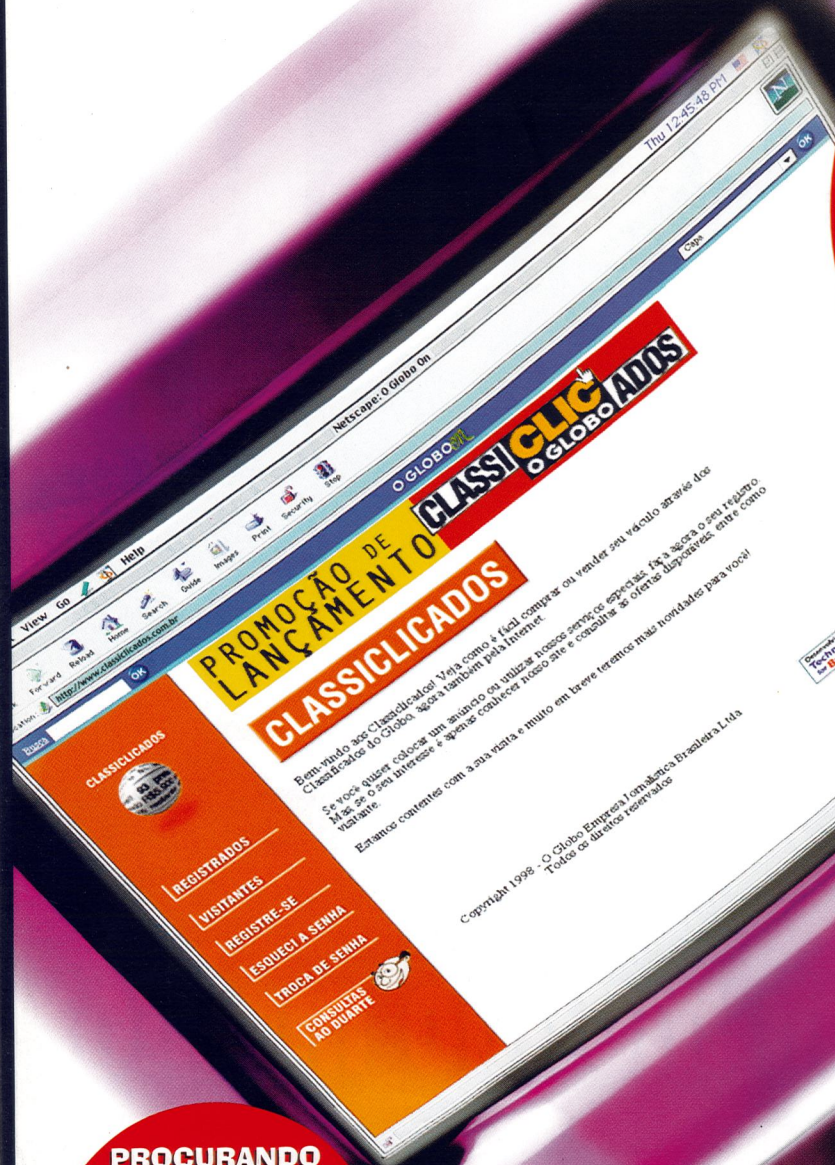 Thu 12:45:48 PM
Netscape: O Globo On
View Go Help
Forward Reload Home Search Guide Images Print Security Stop
http://www.classiclicados.com.br
Busca OK
O GLOBO ON
Capa
OK
PROMOÇÃO DE
LANÇAMENTO
CLASSICLICADOS
O GLOBO
CLASSICLICADOS
Bem-vindo aos Classiclicados! Veja como é fácil comprar ou vender seu veículo através dos
Classificados do Globo, agora também pela Internet.
Se você quiser colocar um anúncio ou utilizar nossos serviços especiais, faça agora o seu registro.
Mas, se o seu interesse é apenas conhecer nosso site e consultar as ofertas disponíveis, entre como
visitante.
Estamos contentes com a sua visita e muito em breve teremos mais novidades para você!
Copyright 1998 - O Globo Empresa Jornalística Brasileira Ltda
Todos os direitos reservados
CLASSICLICADOS
REGISTRADOS
VISITANTES
REGISTRE-SE
ESQUECI A SENHA
TROCA DE SENHA
CONSULTAS
AO DUARTE
PROCURANDO